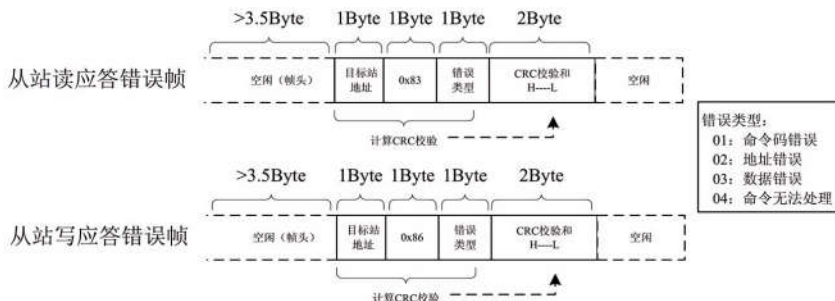 >3.5Byte 1Byte 1Byte 1Byte 2Byte
从站读应答错误帧
空闲（帧头）
目标站
地址
0x83
错误
类型
CRC校验和
H----L
空闲
计算CRC校验
错误类型：
01：命令码错误
02：地址错误
03：数据错误
04：命令无法处理
>3.5Byte 1Byte 1Byte 1Byte 2Byte
从站写应答错误帧
空闲（帧头）
目标站
地址
0x86
错误
类型
CRC校验和
H----L
空闲
计算CRC校验